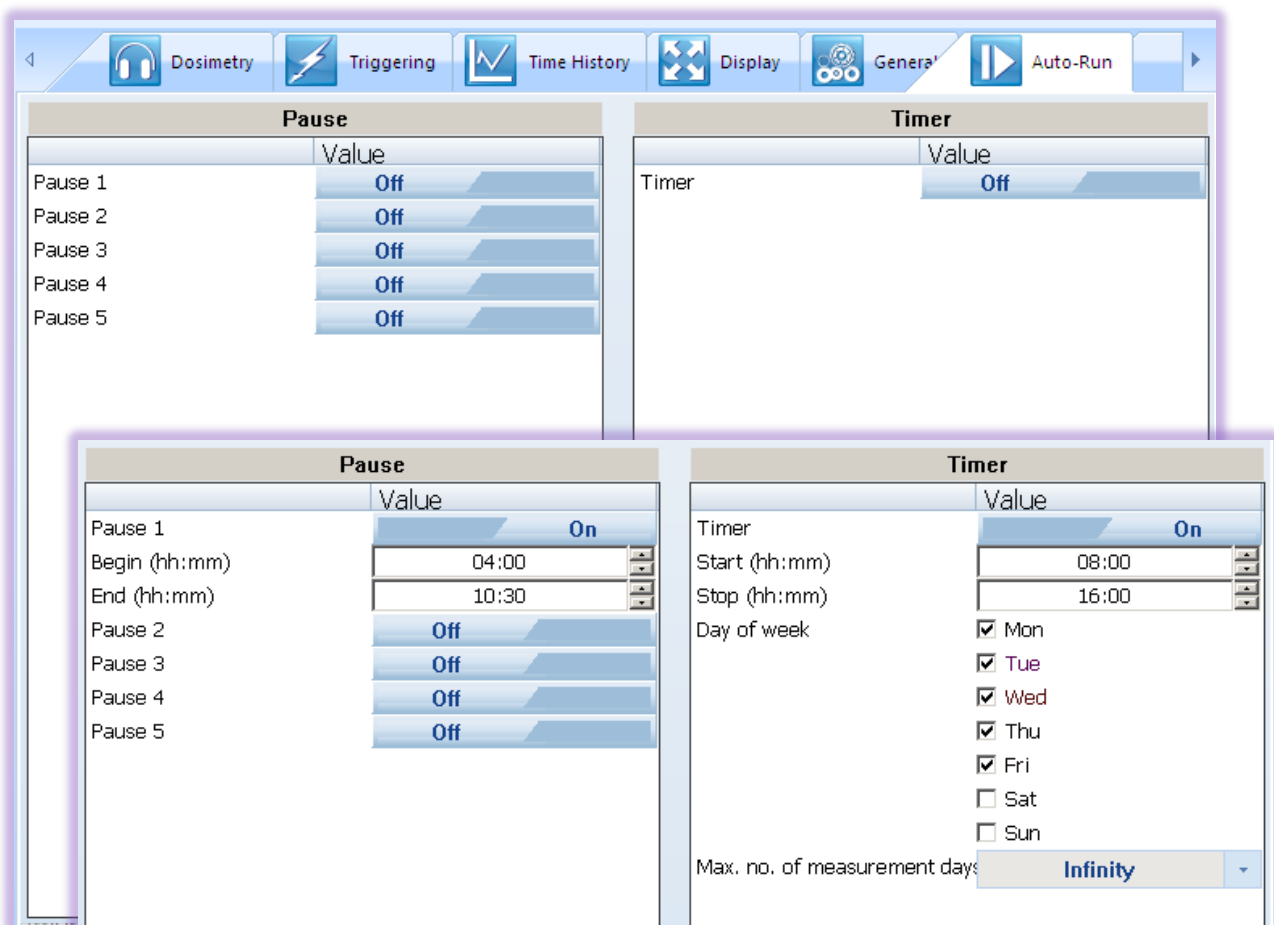 Dosimetry Triggering Time History Display General Auto-Run
Pause Timer
Value Value
Pause 1 Off Timer Off
Pause 2 Off
Pause 3 Off
Pause 4 Off
Pause 5 Off
Pause Timer
Value Value
Pause 1 On Timer On
Begin (hh:mm) 04:00 Start (hh:mm) 08:00
End (hh:mm) 10:30 Stop (hh:mm) 16:00
Pause 2 Off Day of week Mon
Pause 3 Off Tue
Pause 4 Off Wed
Pause 5 Off Thu
Fri
Sat
Sun
Max. no. of measurement days Infinity